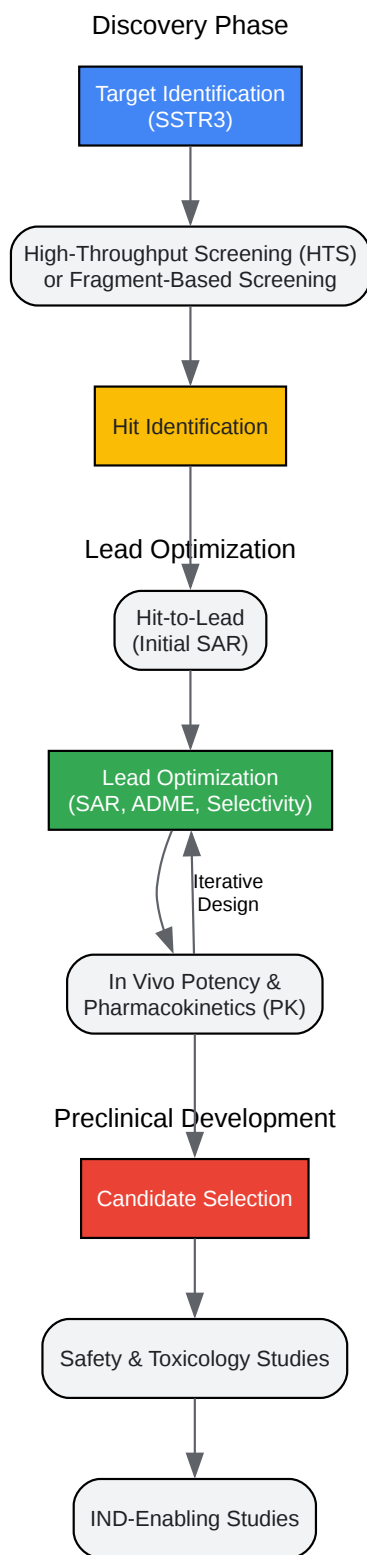 Discovery Phase
Target Identification
(SSTR3)
High-Throughput Screening (HTS)
or Fragment-Based Screening
Hit Identification
Lead Optimization
Hit-to-Lead
(Initial SAR)
Lead Optimization
(SAR, ADME, Selectivity)
Iterative
Design
In Vivo Potency &
Pharmacokinetics (PK)
Preclinical Development
Candidate Selection
Safety & Toxicology Studies
IND-Enabling Studies